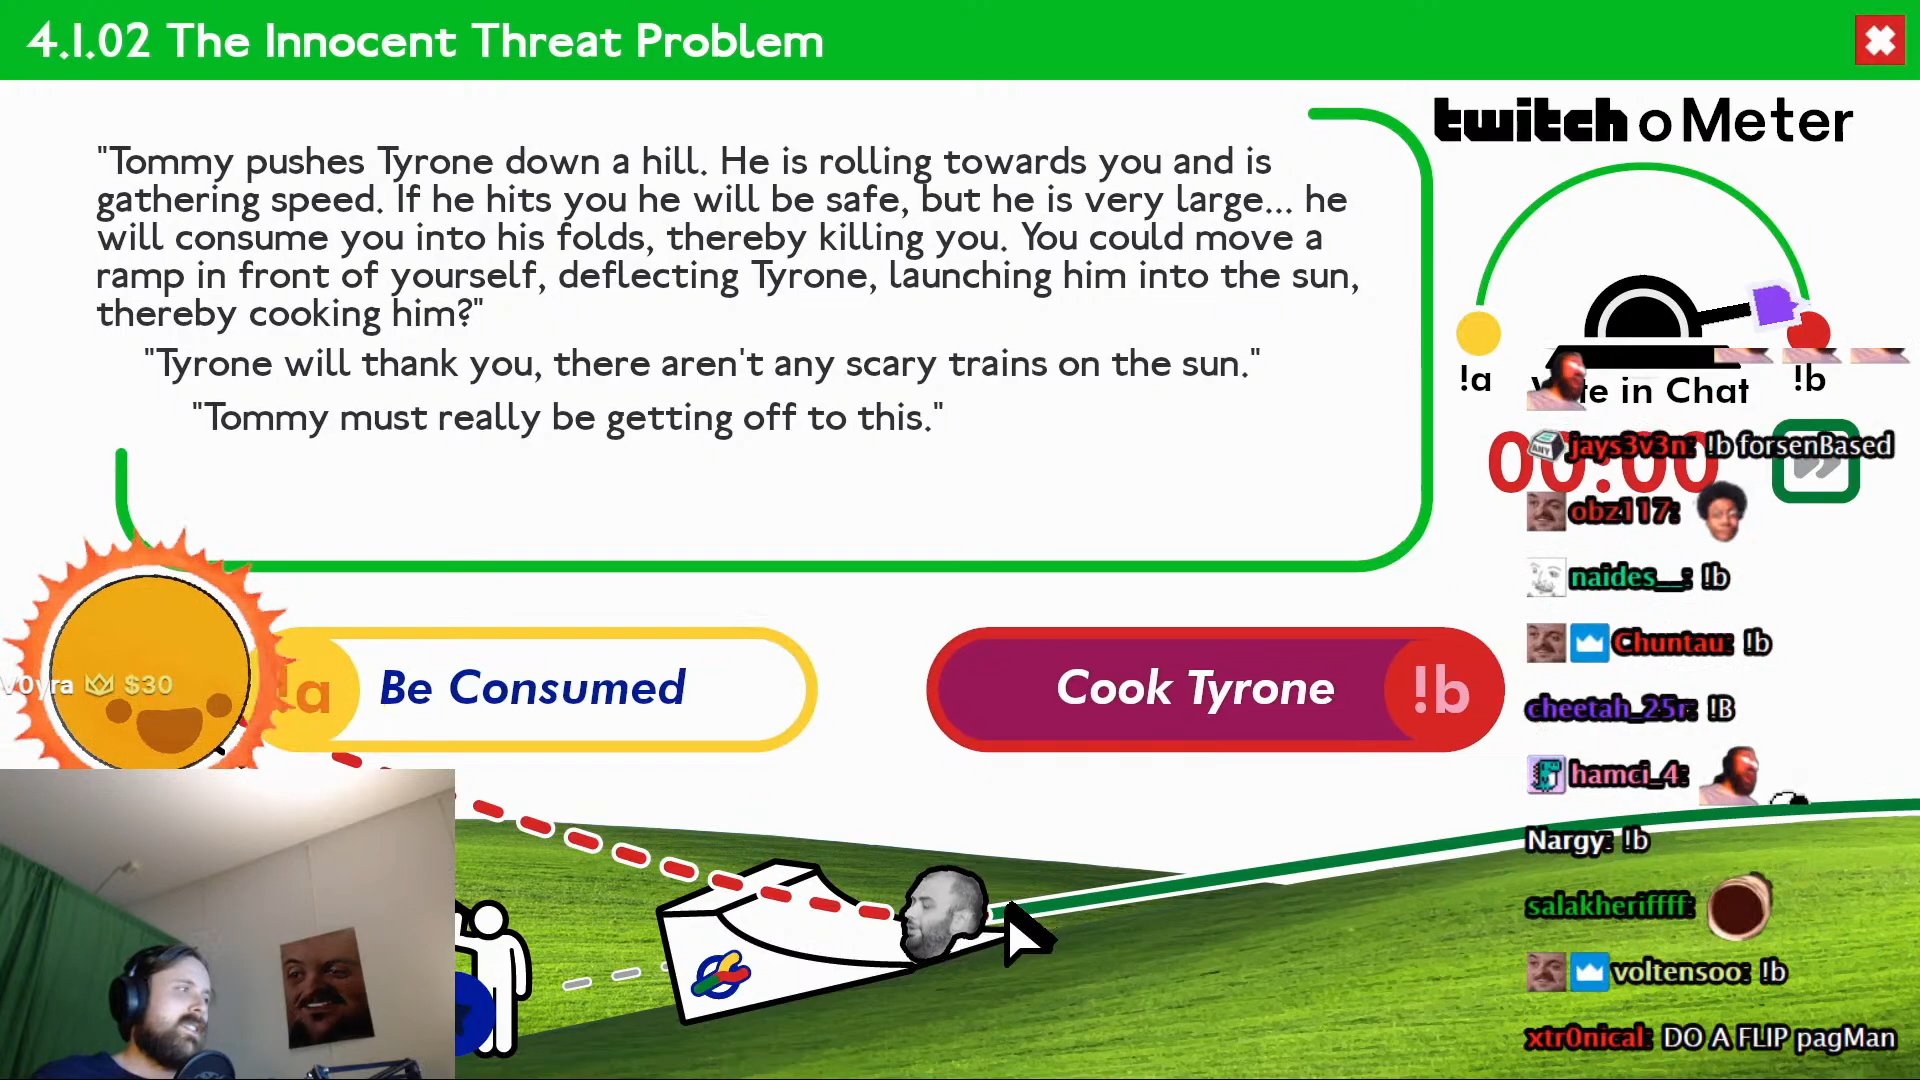 4.1.02 The Innocent Threat Problem
"Tommy pushes Tyrone down a hill. He is rolling towards you and is
gathering speed. If he hits you he will be safe, but he is very large... he
will consume you into his folds, thereby killing you. You could move a
ramp in front of yourself, deflecting Tyrone, launching him into the sun,
thereby cooking him?"
"Tyrone will thank you, there aren't any scary trains on the sun."
"Tommy must really be getting off to this."
twitch o Meter
!a
!b
te in Chat
00:00
V0yra $30
!a Be Consumed
Cook Tyrone !b
jays3v3n: !b forsenBased
obz117:
naides__: !b
Chuntau: !b
cheetah_25r: !B
hamci_4:
Nargy: !b
salakheriffff:
voltensoo: !b
xtr0nical: DO A FLIP pagMan